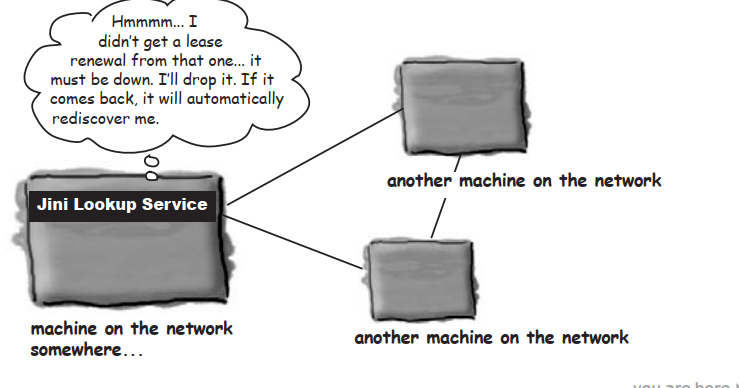 Hmmmm... I
didn't get a lease
renewal from that one... it
must be down. I'll drop it. If it
comes back, it will automatically
rediscover me.
Jini Lookup Service
machine on the network
somewhere...
another machine on the network
another machine on the network
you are here